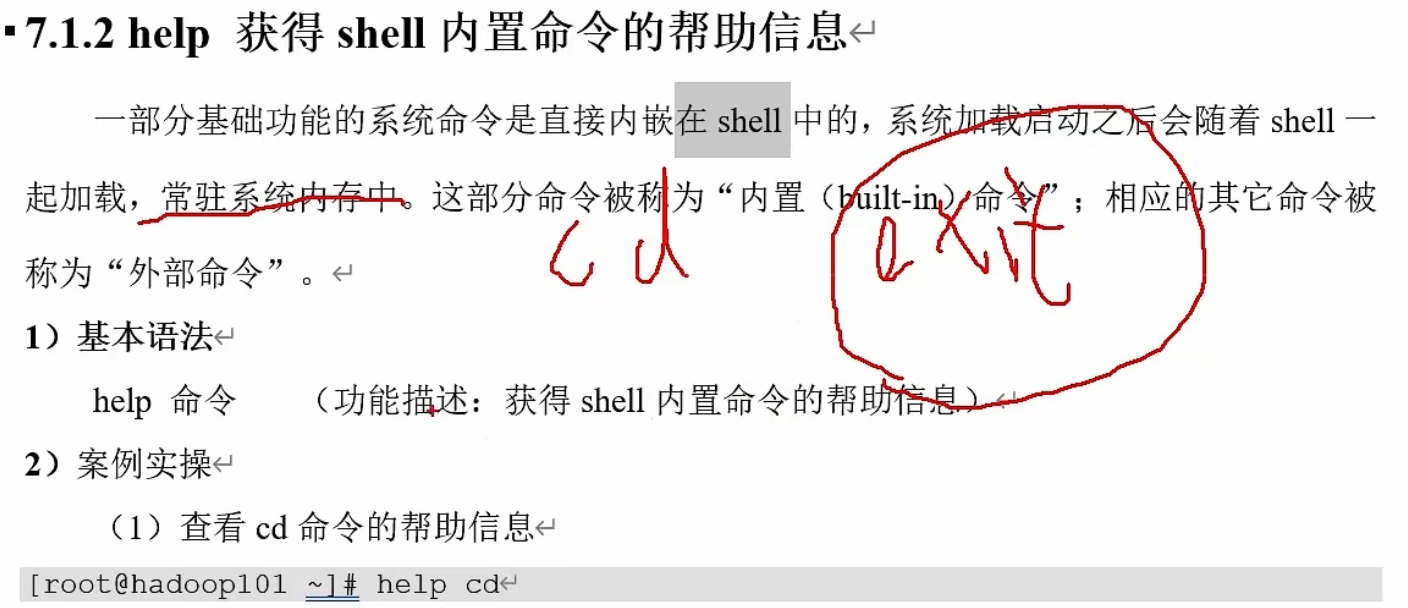 7.1.2 help 获得 shell 内置命令的帮助信息
一部分基础功能的系统命令是直接内嵌在 shell 中的，系统加载启动之后会随着 shell 一
起加载，常驻系统内存中。这部分命令被称为“内置（built-in）命令”；相应的其它命令被
称为“外部命令”。
cd exit
1）基本语法
help 命令 （功能描述：获得 shell 内置命令的帮助信息）
2）案例实操
（1）查看 cd 命令的帮助信息
[root@hadoop101 ~]# help cd